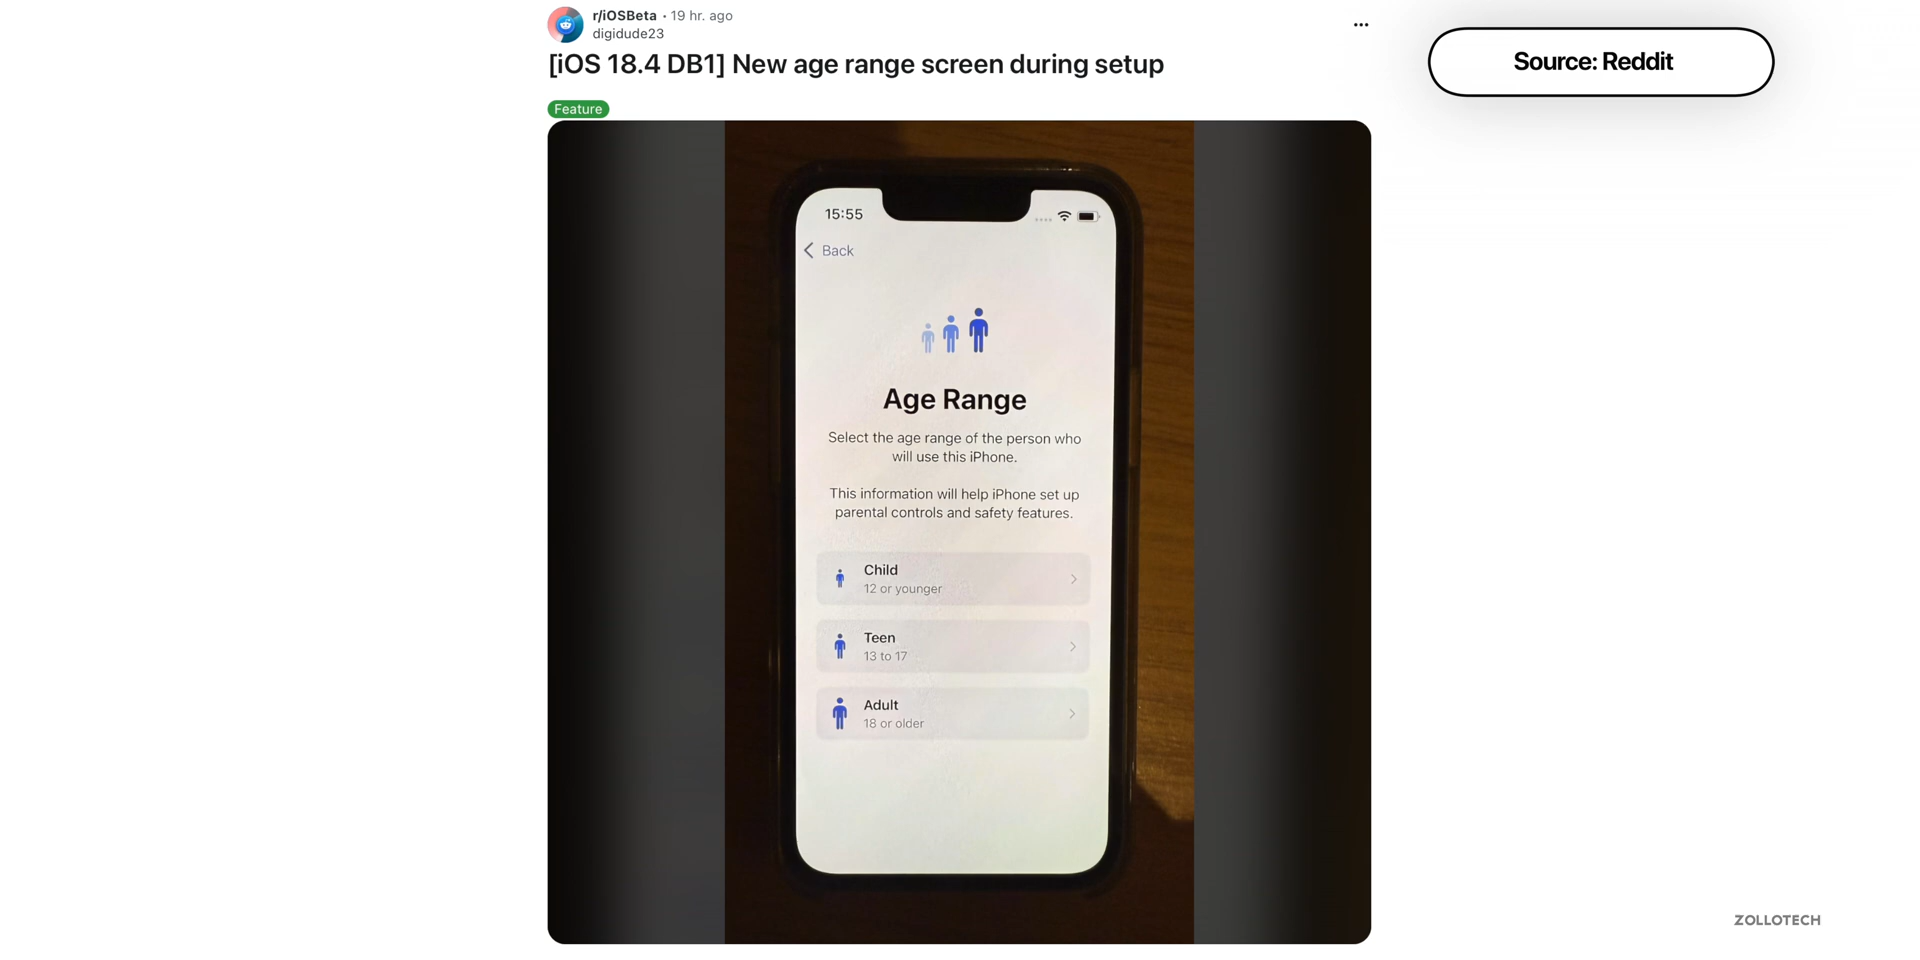 r/iOSBeta • 19 hr. ago
digidude23
[iOS 18.4 DB1] New age range screen during setup
Feature
Source: Reddit
15:55
Back
Age Range
Select the age range of the person who
will use this iPhone.
This information will help iPhone set up
parental controls and safety features.
Child
12 or younger
Teen
13 to 17
Adult
18 or older
ZOLLOTECH